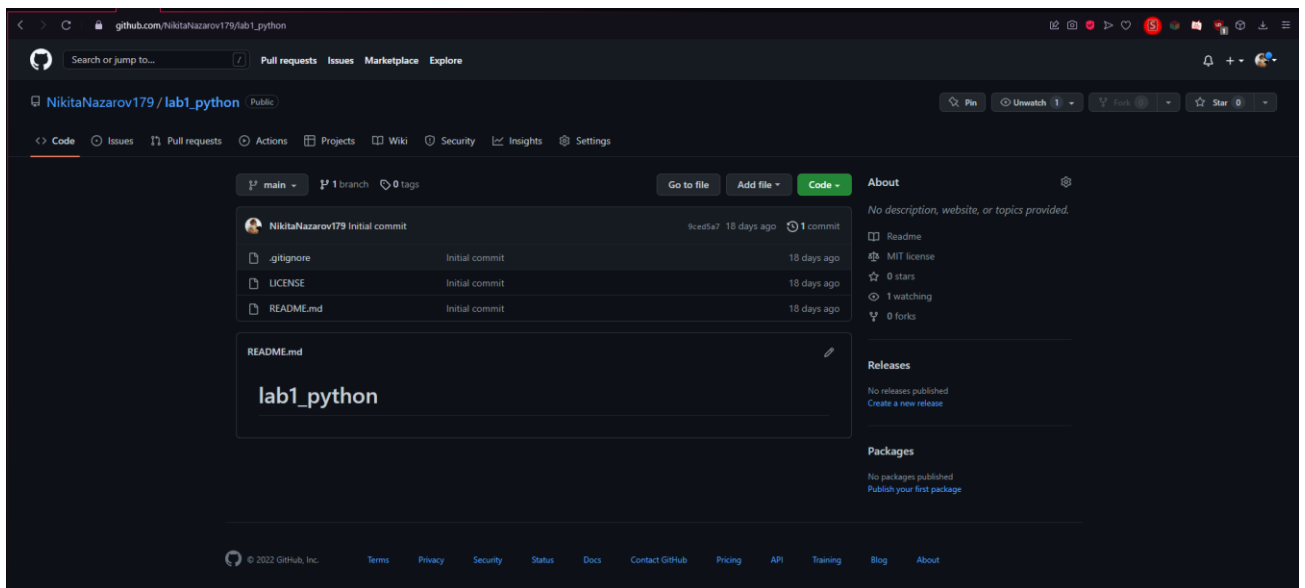 github.com/NikitaNazarov179/lab1_python
1
Search or jump to... / Pull requests Issues Marketplace Explore
NikitaNazarov179 / lab1_python Public
Pin Unwatch 1 Fork 0 Star 0
Code Issues Pull requests Actions Projects Wiki Security Insights Settings
main 1 branch 0 tags Go to file Add file Code
NikitaNazarov179 Initial commit 9ced5a7 18 days ago 1 commit
.gitignore Initial commit 18 days ago
LICENSE Initial commit 18 days ago
README.md Initial commit 18 days ago
README.md
lab1_python
About
No description, website, or topics provided.
Readme
MIT license
0 stars
1 watching
0 forks
Releases
No releases published
Create a new release
Packages
No packages published
Publish your first package
© 2022 GitHub, Inc. Terms Privacy Security Status Docs Contact GitHub Pricing API Training Blog About